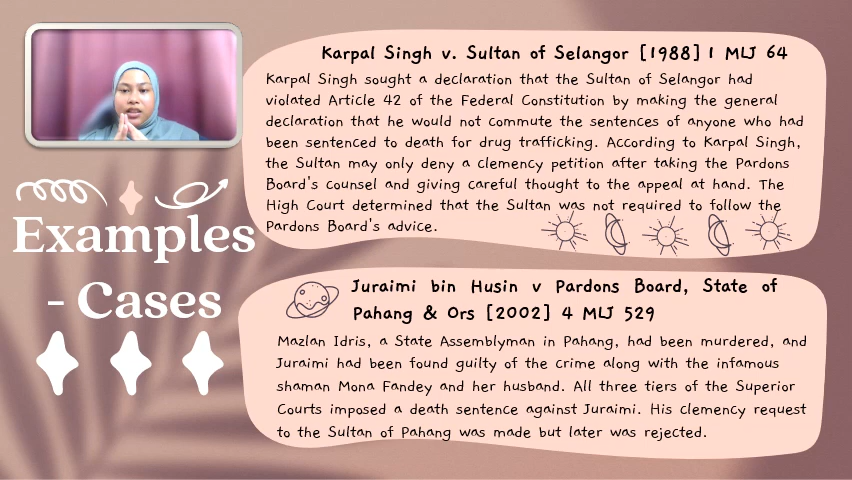 Examples
- Cases
Karpal Singh v. Sultan of Selangor [1988] 1 MLJ 64
Karpal Singh sought a declaration that the Sultan of Selangor had
violated Article 42 of the Federal Constitution by making the general
declaration that he would not commute the sentences of anyone who had
been sentenced to death for drug trafficking. According to Karpal Singh,
the Sultan may only deny a clemency petition after taking the Pardons
Board's counsel and giving careful thought to the appeal at hand. The
High Court determined that the Sultan was not required to follow the
Pardons Board's advice.
Juraimi bin Husin v Pardons Board, State of
Pahang & Ors [2002] 4 MLJ 529
Mazlan Idris, a State Assemblyman in Pahang, had been murdered, and
Juraimi had been found guilty of the crime along with the infamous
shaman Mona Fandey and her husband. All three tiers of the Superior
Courts imposed a death sentence against Juraimi. His clemency request
to the Sultan of Pahang was made but later was rejected.